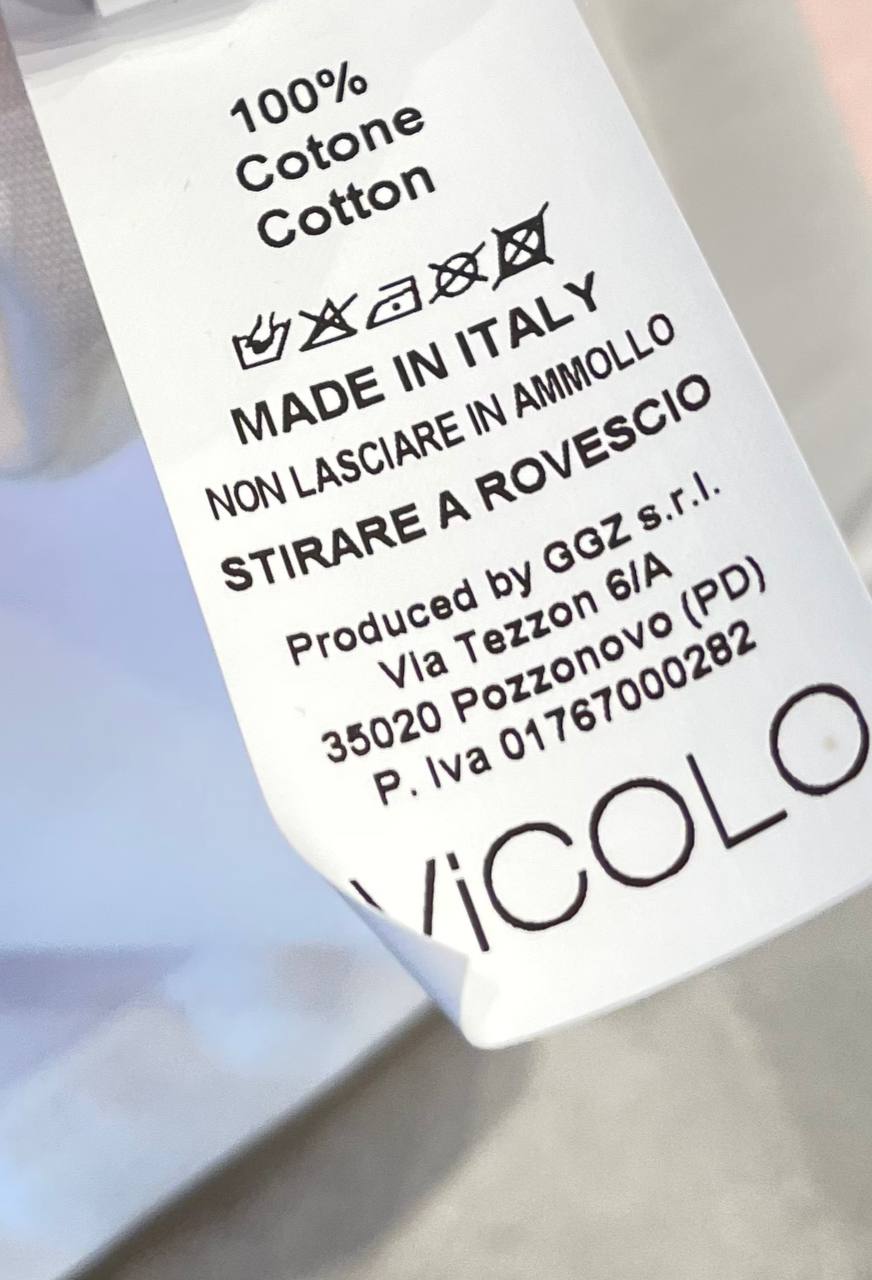 100%
Cotone
Cotton
MADE IN ITALY
NON LASCIARE IN AMMOLLO
STIRARE A ROVESCIO
Produced by GGZ s.r.l.
Via Tezzon 6/A
35020 Pozzonovo (PD)
P. Iva 01767000282
ViCOLO